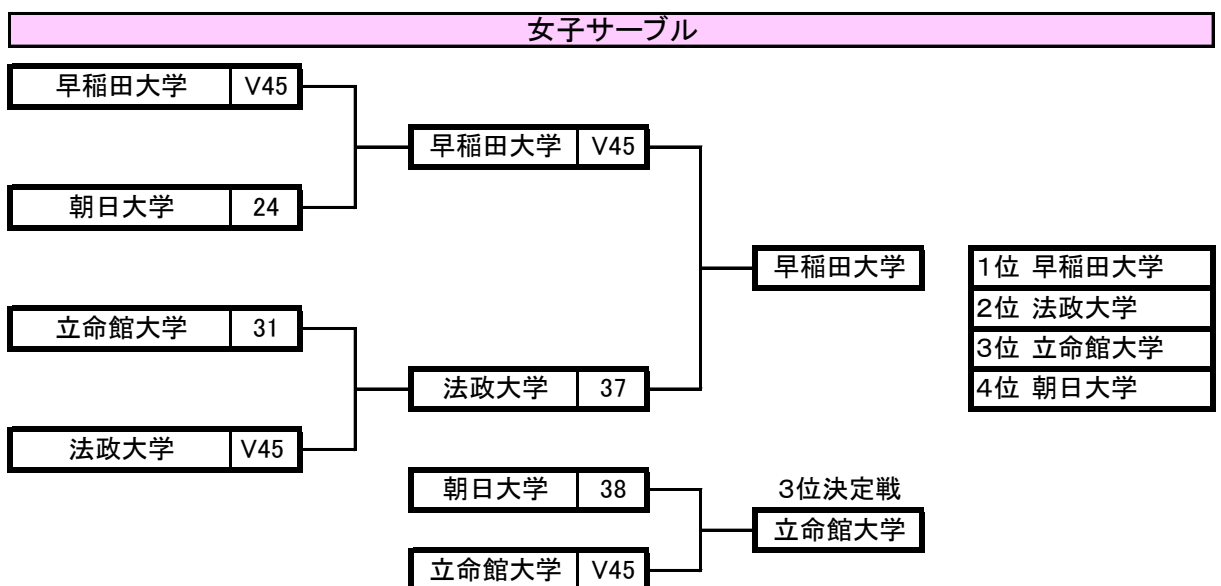 女子サーブル
早稲田大学 V45
朝日大学 24
立命館大学 31
法政大学 V45
早稲田大学 V45
法政大学 37
早稲田大学
朝日大学 38
立命館大学 V45
3位決定戦
立命館大学
1位 早稲田大学
2位 法政大学
3位 立命館大学
4位 朝日大学